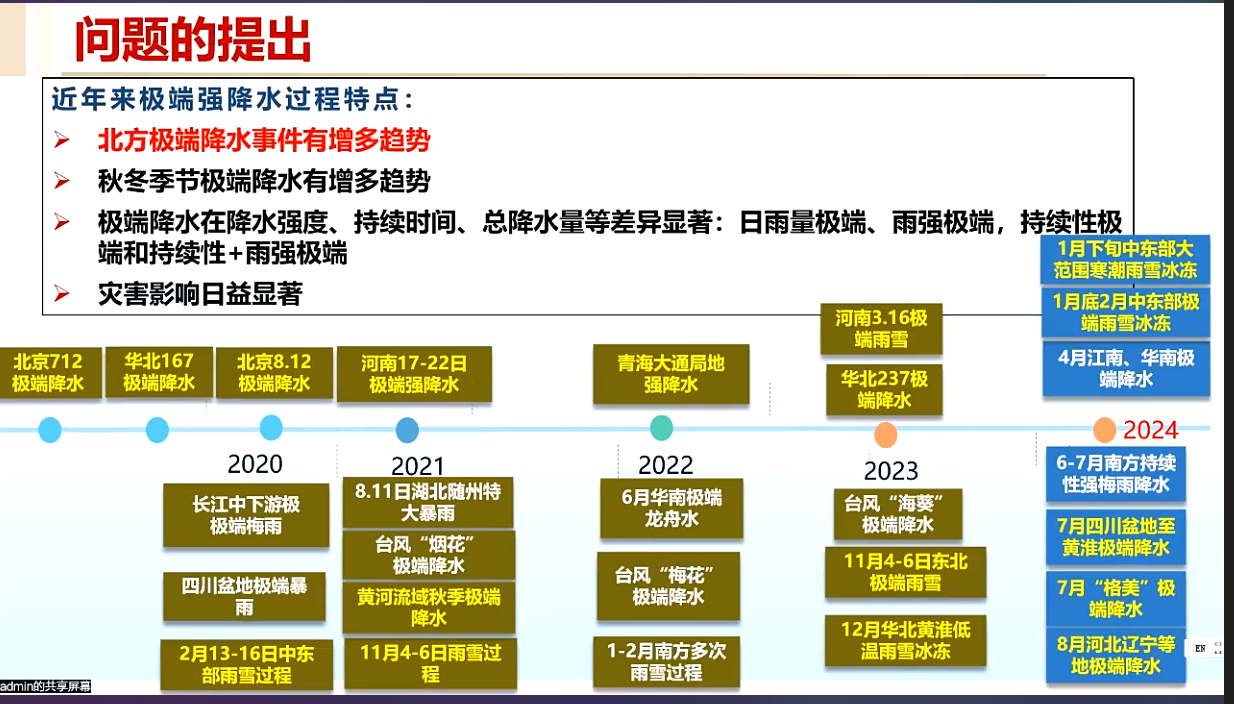 问题的提出
近年来极端强降水过程特点：
北方极端降水事件有增多趋势
秋冬季节极端降水有增多趋势
极端降水在降水强度、持续时间、总降水量等差异显著：日雨量极端、雨强极端，持续性极
端和持续性+雨强极端
灾害影响日益显著
北京712
极端降水
华北167
极端降水
北京8.12
极端降水
河南17-22日
极端强降水
青海大通局地
强降水
河南3.16极
端雨雪
华北237极
端降水
1月下旬中东部大
范围寒潮雨雪冰冻
1月底2月中东部极
端雨雪冰冻
4月江南、华南极
端降水
2020
2021
2022
2023
2024
长江中下游极
极端梅雨
四川盆地极端暴
雨
2月13-16日中东
部雨雪过程
8.11日湖北随州特
大暴雨
台风“烟花”
极端降水
黄河流域秋季极端
降水
11月4-6日雨雪过
程
6月华南极端
龙舟水
台风“梅花”
极端降水
1-2月南方多次
雨雪过程
台风“海葵”
极端降水
11月4-6日东北
极端雨雪
12月华北黄淮低
温雨雪冰冻
6-7月南方持续
性强梅雨降水
7月四川盆地至
黄淮极端降水
7月“格美”极
端降水
8月河北辽宁等
地极端降水
EN
admin的共享屏幕